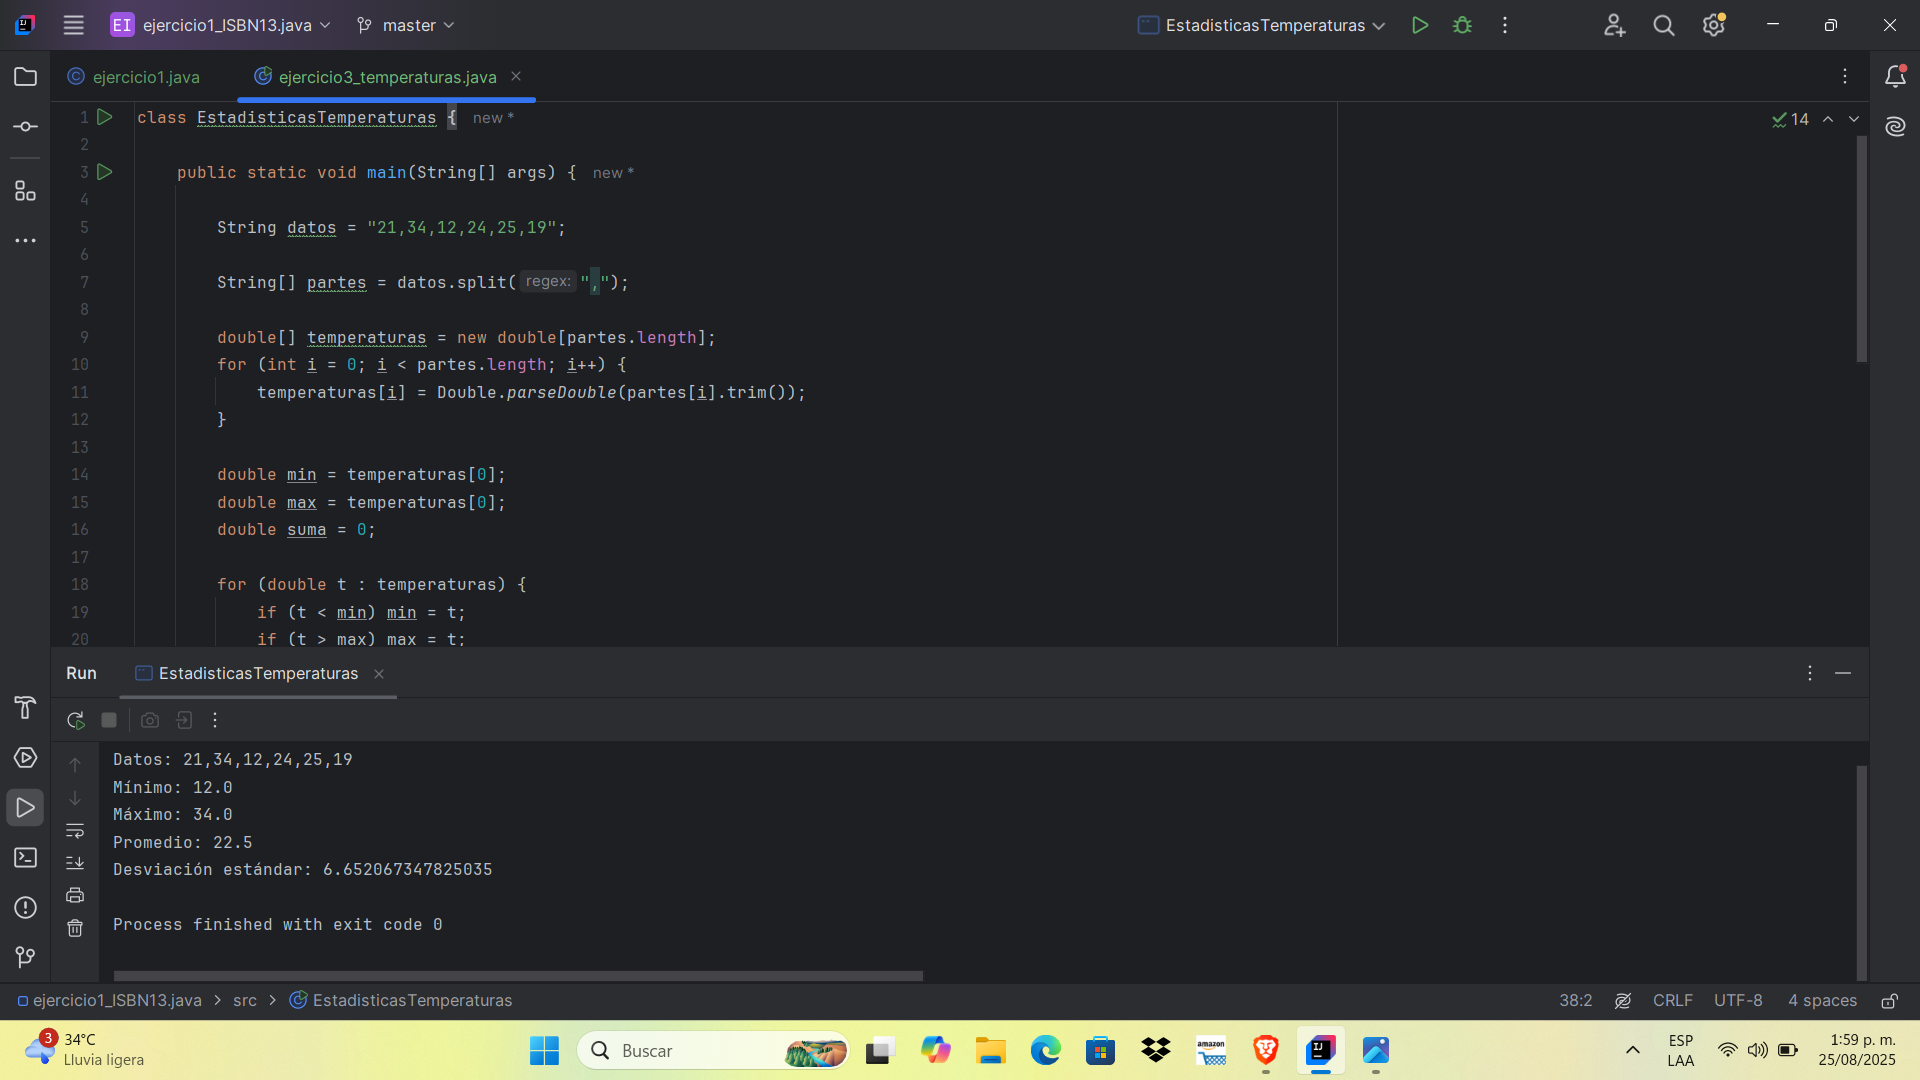 EI ejercicio1_ISBN13.java master EstadisticasTemperaturas
ejercicio1.java ejercicio3_temperaturas.java
1 class EstadisticasTemperaturas { new *
14
2
3 public static void main(String[] args) { new *
4
5 String datos = "21,34,12,24,25,19";
6
7 String[] partes = datos.split( regex: ",");
8
9 double[] temperaturas = new double[partes.length];
10 for (int i = 0; i < partes.length; i++) {
11 temperaturas[i] = Double.parseDouble(partes[i].trim());
12 }
13
14 double min = temperaturas[0];
15 double max = temperaturas[0];
16 double suma = 0;
17
18 for (double t : temperaturas) {
19 if (t < min) min = t;
20 if (t > max) max = t;
Run EstadisticasTemperaturas
Datos: 21,34,12,24,25,19
Mínimo: 12.0
Máximo: 34.0
Promedio: 22.5
Desviación estándar: 6.652067347825035
Process finished with exit code 0
ejercicio1_ISBN13.java > src > EstadisticasTemperaturas 38:2 CRLF UTF-8 4 spaces
3 34°C
Lluvia ligera
Buscar
amazon
IJ
ESP
LAA
1:59 p. m.
25/08/2025